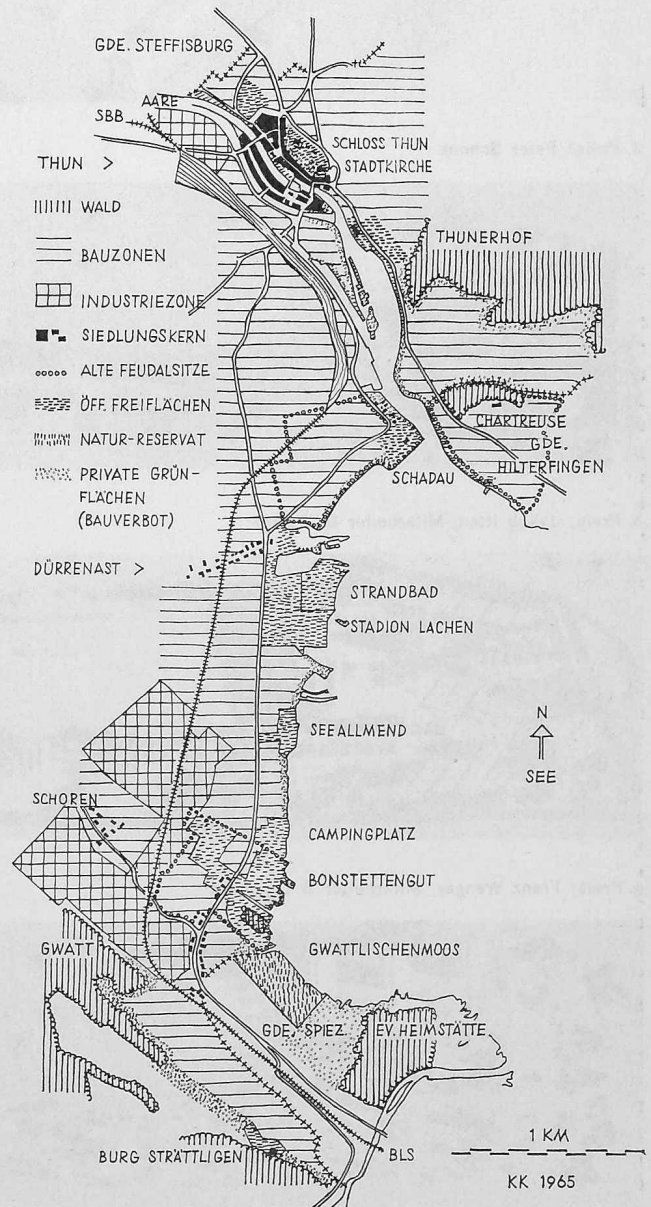 GDE. STEFFISBURG
AARE
SBB
SCHLOSS THUN
STADTKIRCHE
THUN >
WALD
THUNERHOF
BAUZONEN
INDUSTRIEZONE
SIEDLUNGSKERN
ALTE FEUDALSITZE
ÖFF. FREIFLÄCHEN
CHARTREUSE
GDE.
NATUR-RESERVAT
HILTERFINGEN
SCHADAU
PRIVATE GRÜN-
FLÄCHEN
(BAUVERBOT)
DÜRRENAST >
STRANDBAD
STADION LACHEN
SEEALLMEND
N
SEE
SCHOREN
CAMPINGPLATZ
BONSTETTENGUT
GWATT
GWATTLISCHENMOOS
GDE. SPIEZ
EV. HEIMSTÄTTE
1 KM
BURG STRÄTTLIGEN
BLS
KK 1965